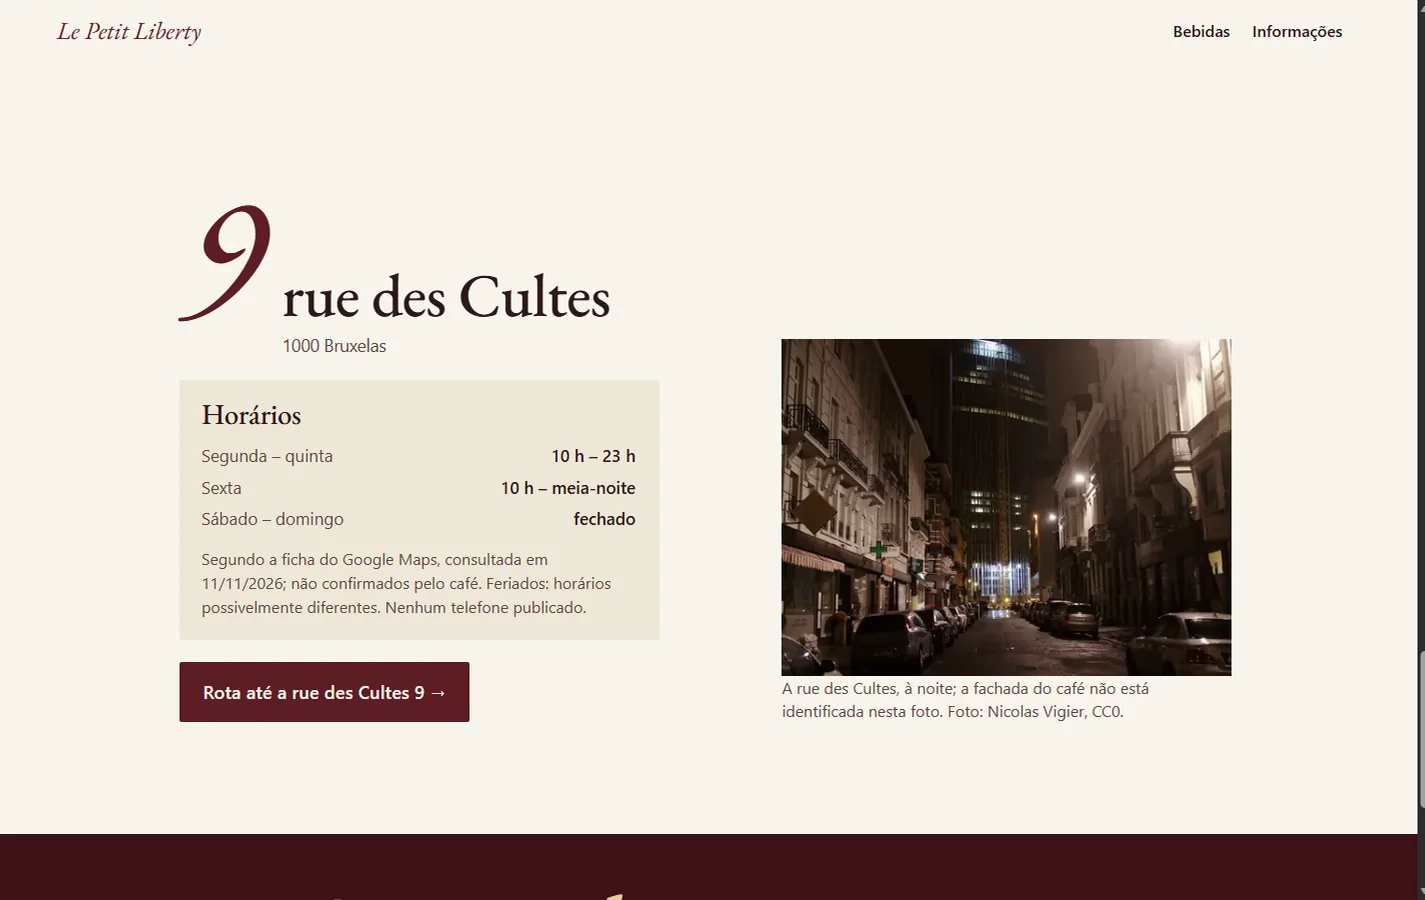 Le Petit Liberty
Bebidas
Informações
9 rue des Cultes
1000 Bruxelas
Horários
Segunda – quinta 10 h – 23 h
Sexta 10 h – meia-noite
Sábado – domingo fechado
Segundo a ficha do Google Maps, consultada em
11/11/2026; não confirmados pelo café. Feriados: horários
possivelmente diferentes. Nenhum telefone publicado.
Rota até a rue des Cultes 9 →
A rue des Cultes, à noite; a fachada do café não está
identificada nesta foto. Foto: Nicolas Vigier, CC0.